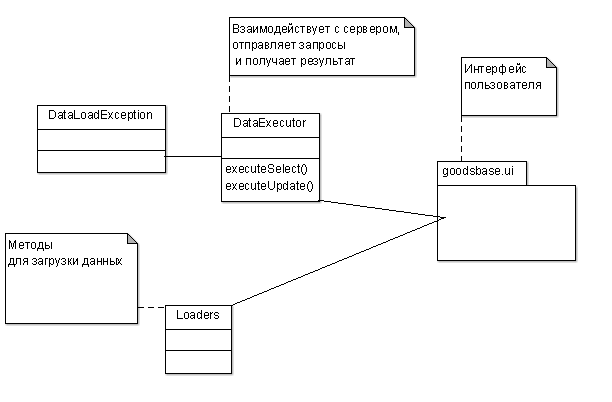 Взаимодействует с сервером,
отправляет запросы
и получает результат
Интерфейс
пользователя
DataLoadException
DataExecutor
executeSelect()
executeUpdate()
goodsbase.ui
Методы
для загрузки данных
Loaders